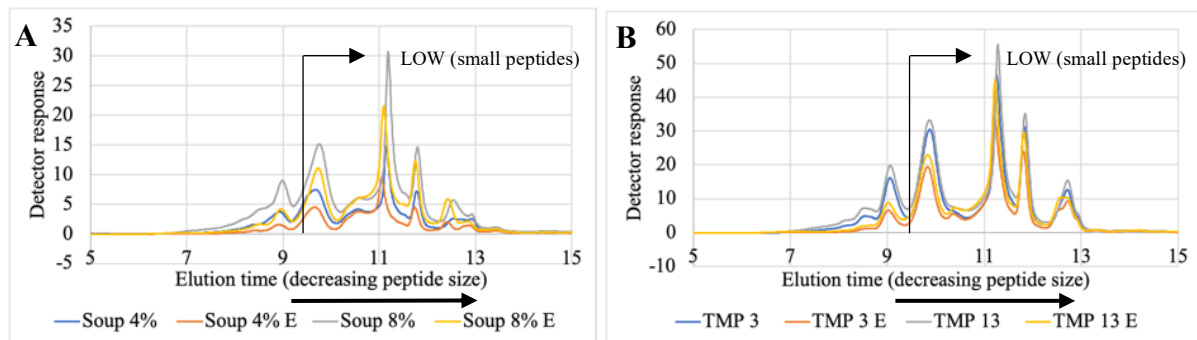 A
35
30
25
20
15
10
5
0
-5
Detector response
LOW (small peptides)
5 7 9 11 13 15
Elution time (decreasing peptide size)
Soup 4% Soup 4% E Soup 8% Soup 8% E
B
60
50
40
30
20
10
0
-10
Detector response
LOW (small peptides)
5 7 9 11 13 15
Elution time (decreasing peptide size)
TMP 3 TMP 3 E TMP 13 TMP 13 E